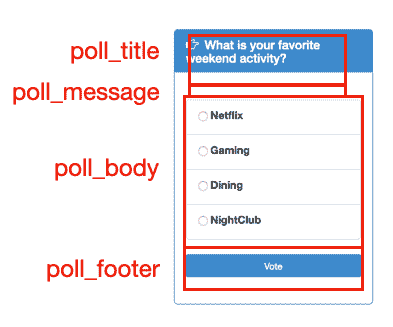 poll_title
What is your favorite
weekend activity?
poll_message
Netflix
Gaming
poll_body
Dining
NightClub
poll_footer
Vote